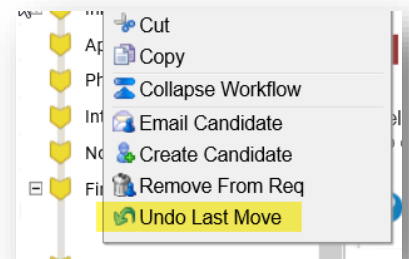 Cut
Copy
Collapse Workflow
Email Candidate
Create Candidate
Remove From Req
Undo Last Move